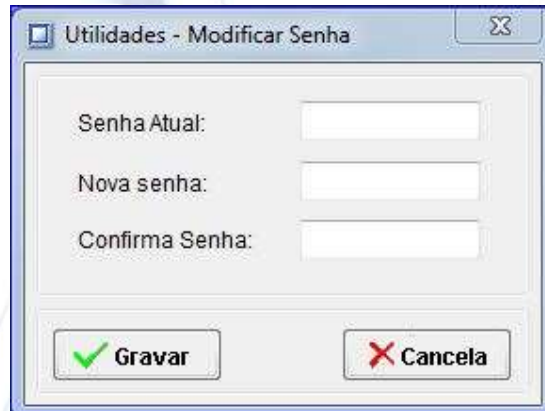 Utilidades - Modificar Senha
Senha Atual:
Nova senha:
Confirma Senha:
Gravar Cancela